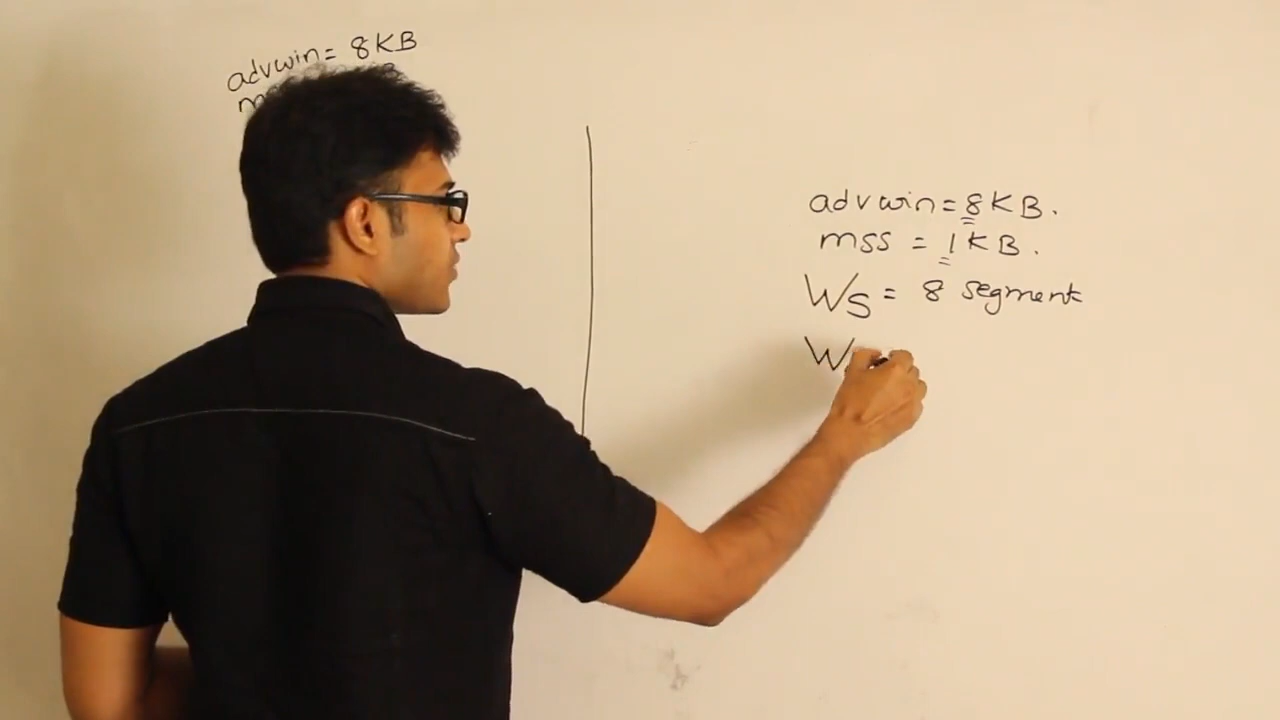 advwin = 8KB
advwin = 8KB.
mss = 1KB.
Ws = 8 segment
W